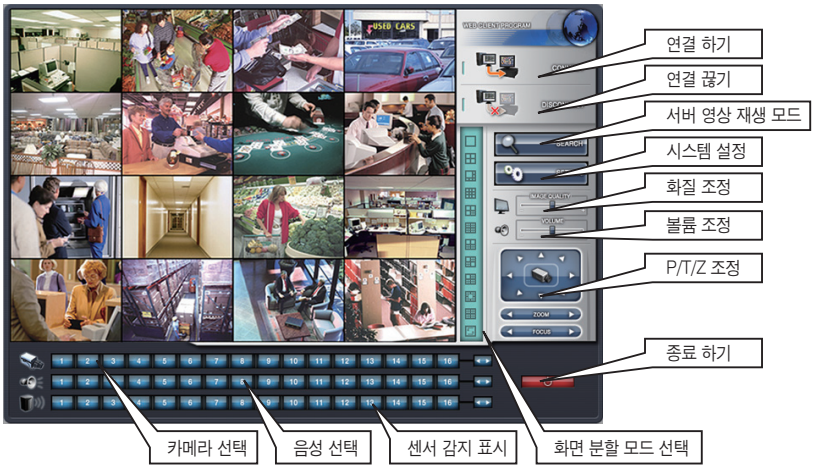 USED CARS
WEB CLIENT PROGRAM
연결 하기
연결 끊기
서버 영상 재생 모드
SEARCH
시스템 설정
IMAGE QUALITY
화질 조정
VOLUME
볼륨 조정
P/T/Z 조정
ZOOM
FOCUS
종료 하기
1 2 3 4 5 6 7 8 9 10 11 12 13 14 15 16
1 2 3 4 5 6 7 8 9 10 11 12 13 14 15 16
1 2 3 4 5 6 7 8 9 10 11 12 13 14 15 16
카메라 선택
음성 선택
센서 감지 표시
화면 분할 모드 선택